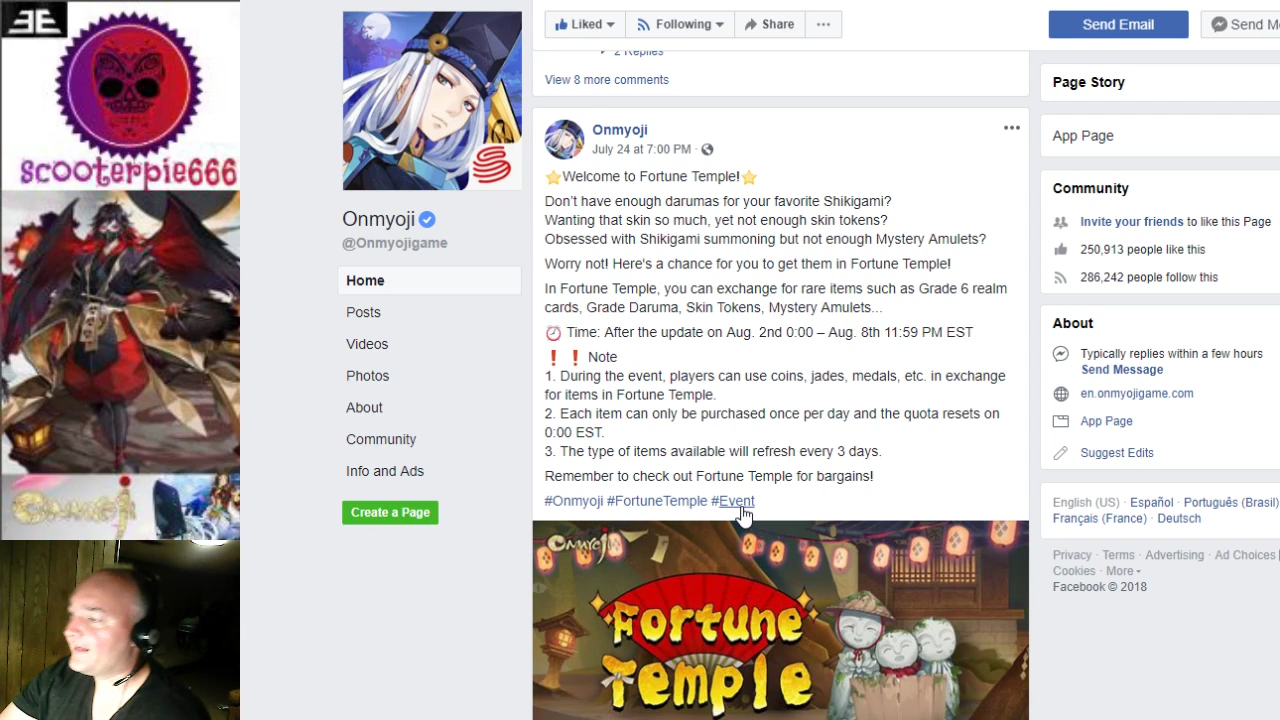 scooterpie666
Onmyoji
Onmyoji
@Onmyojigame
Home
Posts
Videos
Photos
About
Community
Info and Ads
Create a Page
Liked
Following
Share
2 Replies
View 8 more comments
Onmyoji
July 24 at 7:00 PM ·
⭐Welcome to Fortune Temple!⭐
Don't have enough darumas for your favorite Shikigami?
Wanting that skin so much, yet not enough skin tokens?
Obsessed with Shikigami summoning but not enough Mystery Amulets?
Worry not! Here's a chance for you to get them in Fortune Temple!
In Fortune Temple, you can exchange for rare items such as Grade 6 realm
cards, Grade Daruma, Skin Tokens, Mystery Amulets...
⏰ Time: After the update on Aug. 2nd 0:00 – Aug. 8th 11:59 PM EST
❗❗Note
1. During the event, players can use coins, jades, medals, etc. in exchange
for items in Fortune Temple.
2. Each item can only be purchased once per day and the quota resets on
0:00 EST.
3. The type of items available will refresh every 3 days.
Remember to check out Fortune Temple for bargains!
#Onmyoji #FortuneTemple #Event
Onmyoji
Fortune
Temple
Send Email
Send Me
Page Story
App Page
Community
Invite your friends to like this Page
250,913 people like this
286,242 people follow this
About
Typically replies within a few hours
Send Message
en.onmyojigame.com
App Page
Suggest Edits
English (US) · Español · Português (Brasil)
Français (France) · Deutsch
Privacy · Terms · Advertising · Ad Choices
Cookies · More
Facebook © 2018